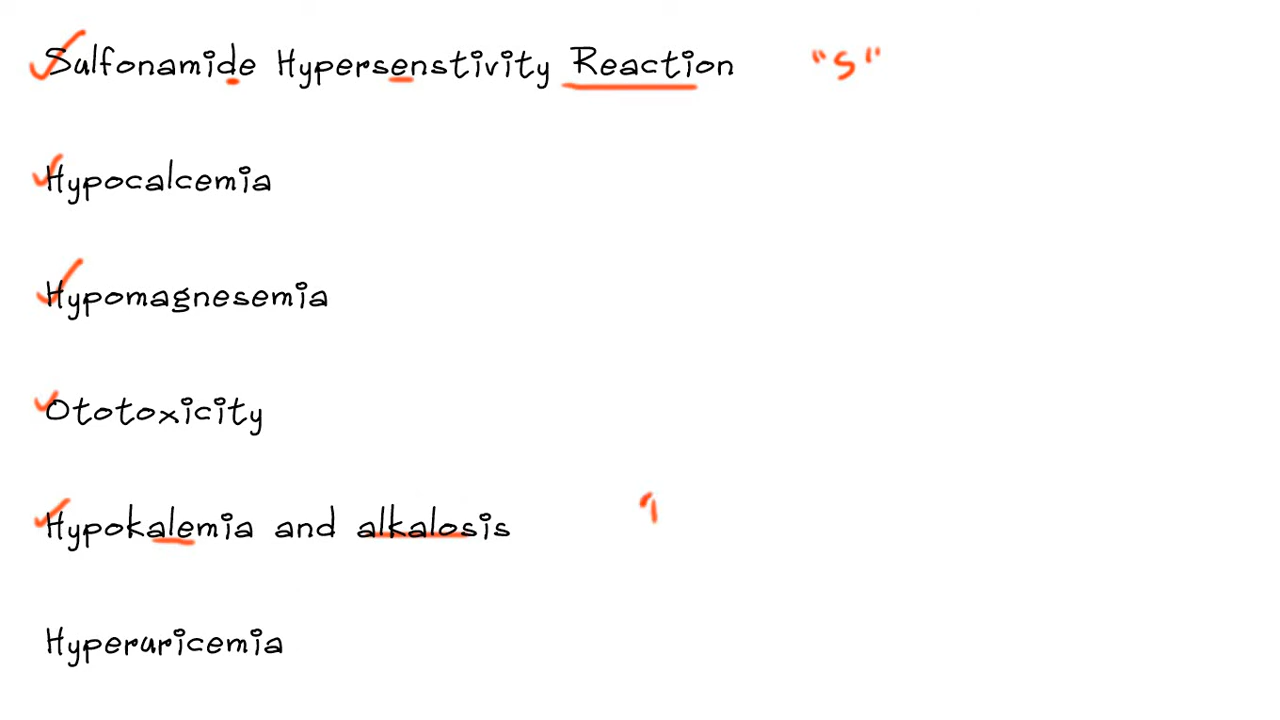 Sulfonamide Hypersenstivity Reaction "S"
Hypocalcemia
Hypomagnesemia
Ototoxicity
Hypokalemia and alkalosis
Hyperuricemia